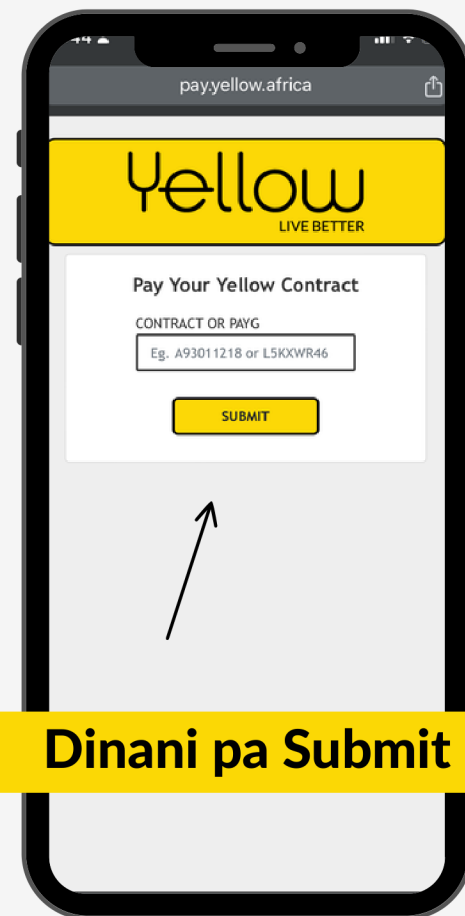 pay.yellow.africa
Yellow
LIVE BETTER
Pay Your Yellow Contract
CONTRACT OR PAYG
Eg. A93011218 or L5KXWR46
SUBMIT
Dinani pa Submit